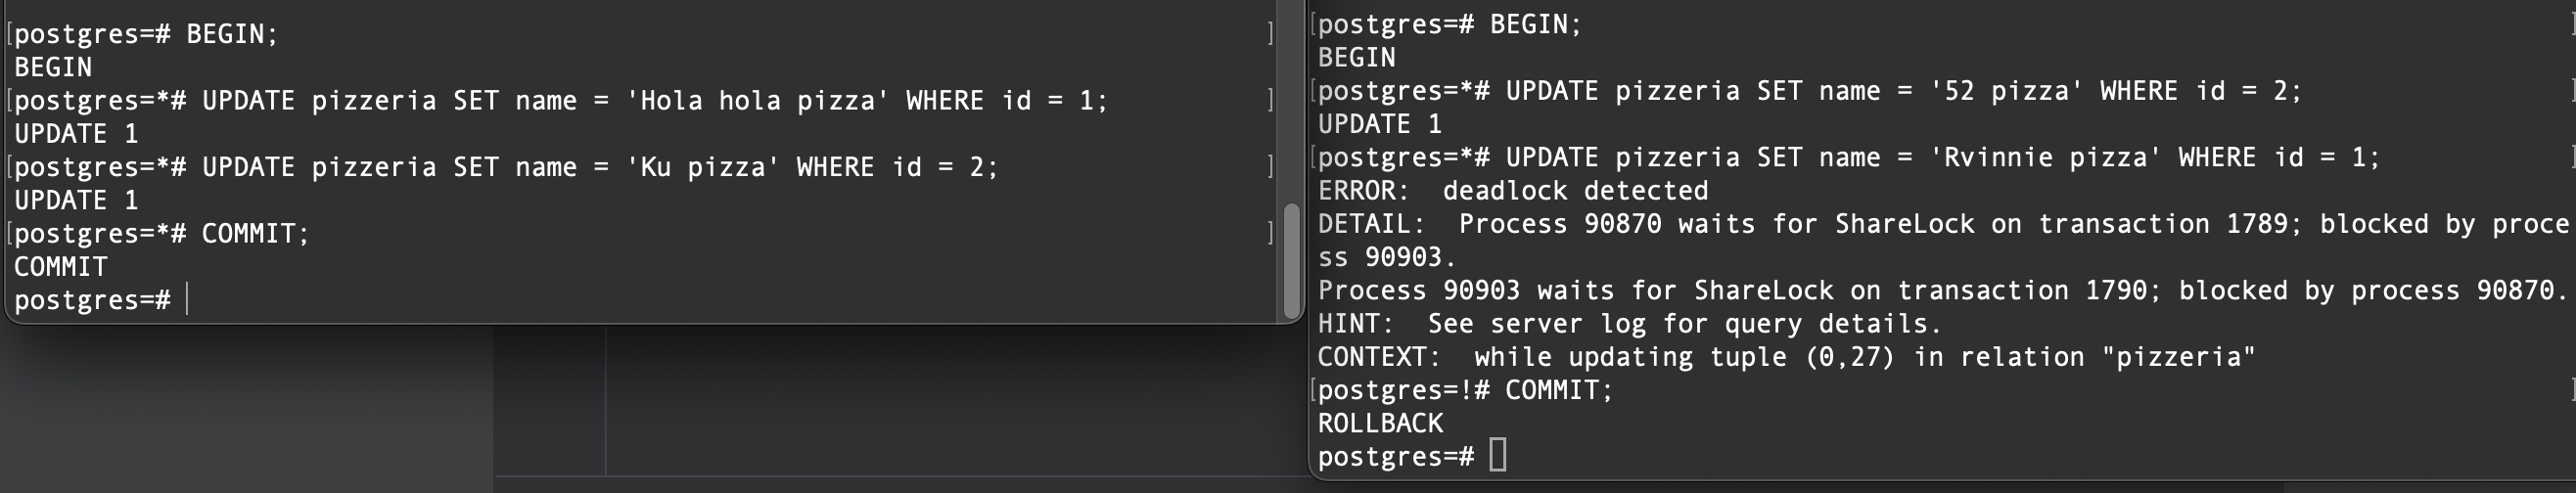 [postgres=# BEGIN; ]
BEGIN
[postgres=*# UPDATE pizzeria SET name = 'Hola hola pizza' WHERE id = 1; ]
UPDATE 1
[postgres=*# UPDATE pizzeria SET name = 'Ku pizza' WHERE id = 2; ]
UPDATE 1
[postgres=*# COMMIT; ]
COMMIT
postgres=#
[postgres=# BEGIN; ]
BEGIN
[postgres=*# UPDATE pizzeria SET name = '52 pizza' WHERE id = 2; ]
UPDATE 1
[postgres=*# UPDATE pizzeria SET name = 'Rvinnie pizza' WHERE id = 1; ]
ERROR:  deadlock detected
DETAIL:  Process 90870 waits for ShareLock on transaction 1789; blocked by proce
ss 90903.
Process 90903 waits for ShareLock on transaction 1790; blocked by process 90870.
HINT:  See server log for query details.
CONTEXT:  while updating tuple (0,27) in relation "pizzeria"
[postgres=!# COMMIT; ]
ROLLBACK
postgres=#